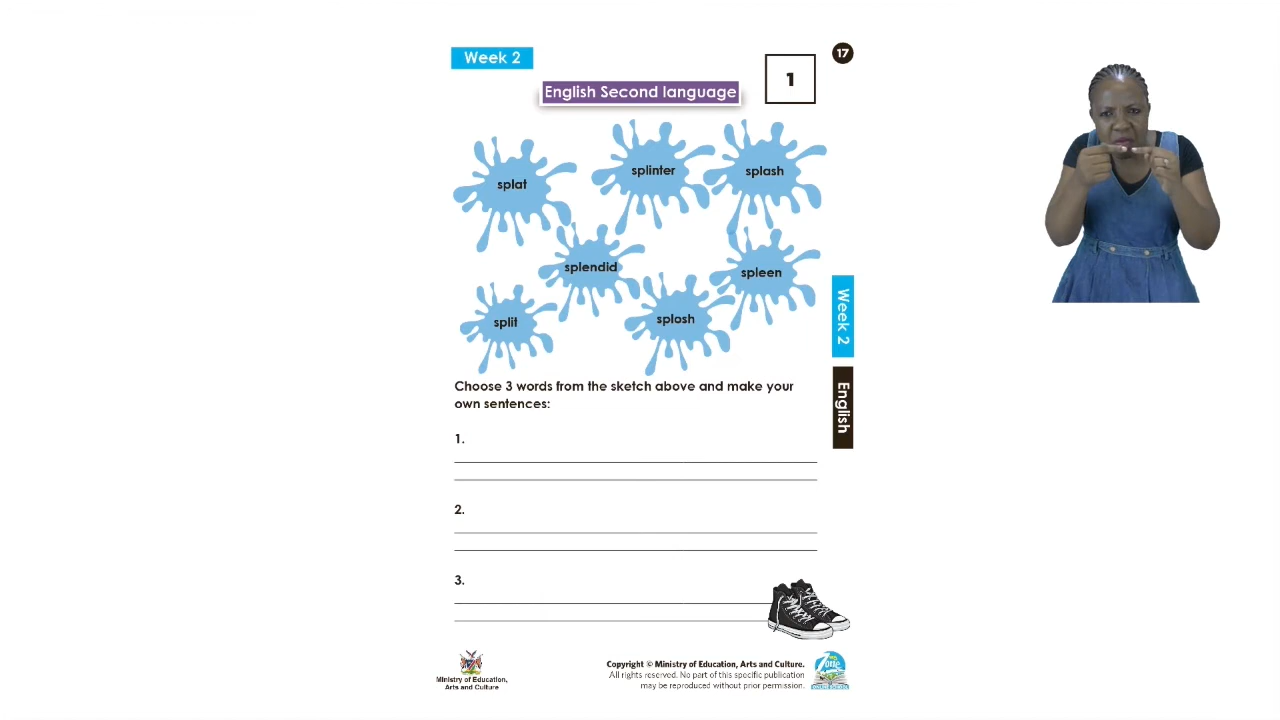 Week 2
17
1
English Second language
splat
splinter
splash
splendid
spleen
split
splosh
Week 2
English
Choose 3 words from the sketch above and make your
own sentences:
1.
2.
3.
Ministry of Education,
Arts and Culture
Copyright © Ministry of Education, Arts and Culture.
All rights reserved. No part of this specific publication
may be reproduced without prior permission.
Zone
ONLINE SCHOOL